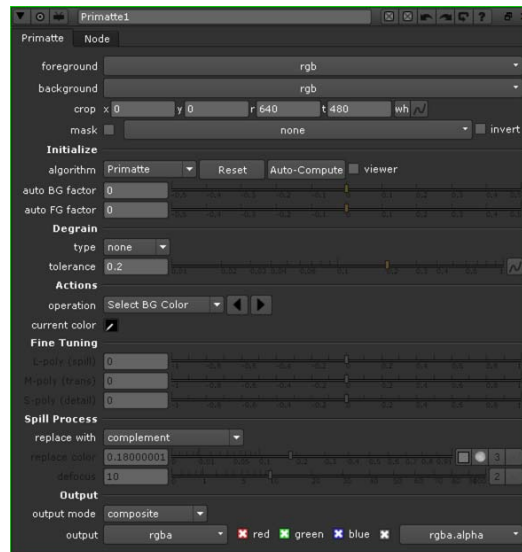 Primatte1
?
Primatte Node
foreground rgb
background rgb
crop x 0 y 0 r 640 t 480 wh
mask none invert
Initialize
algorithm Primatte Reset Auto-Compute viewer
auto BG factor 0
auto FG factor 0
Degrain
type none
tolerance 0.2
Actions
operation Select BG Color
current color
Fine Tuning
L-poly (spill) 0
M-poly (trans) 0
S-poly (detail) 0
Spill Process
replace with complement
replace color 0.18000001 3
defocus 10 2
Output
output mode composite
output rgba red green blue rgba.alpha